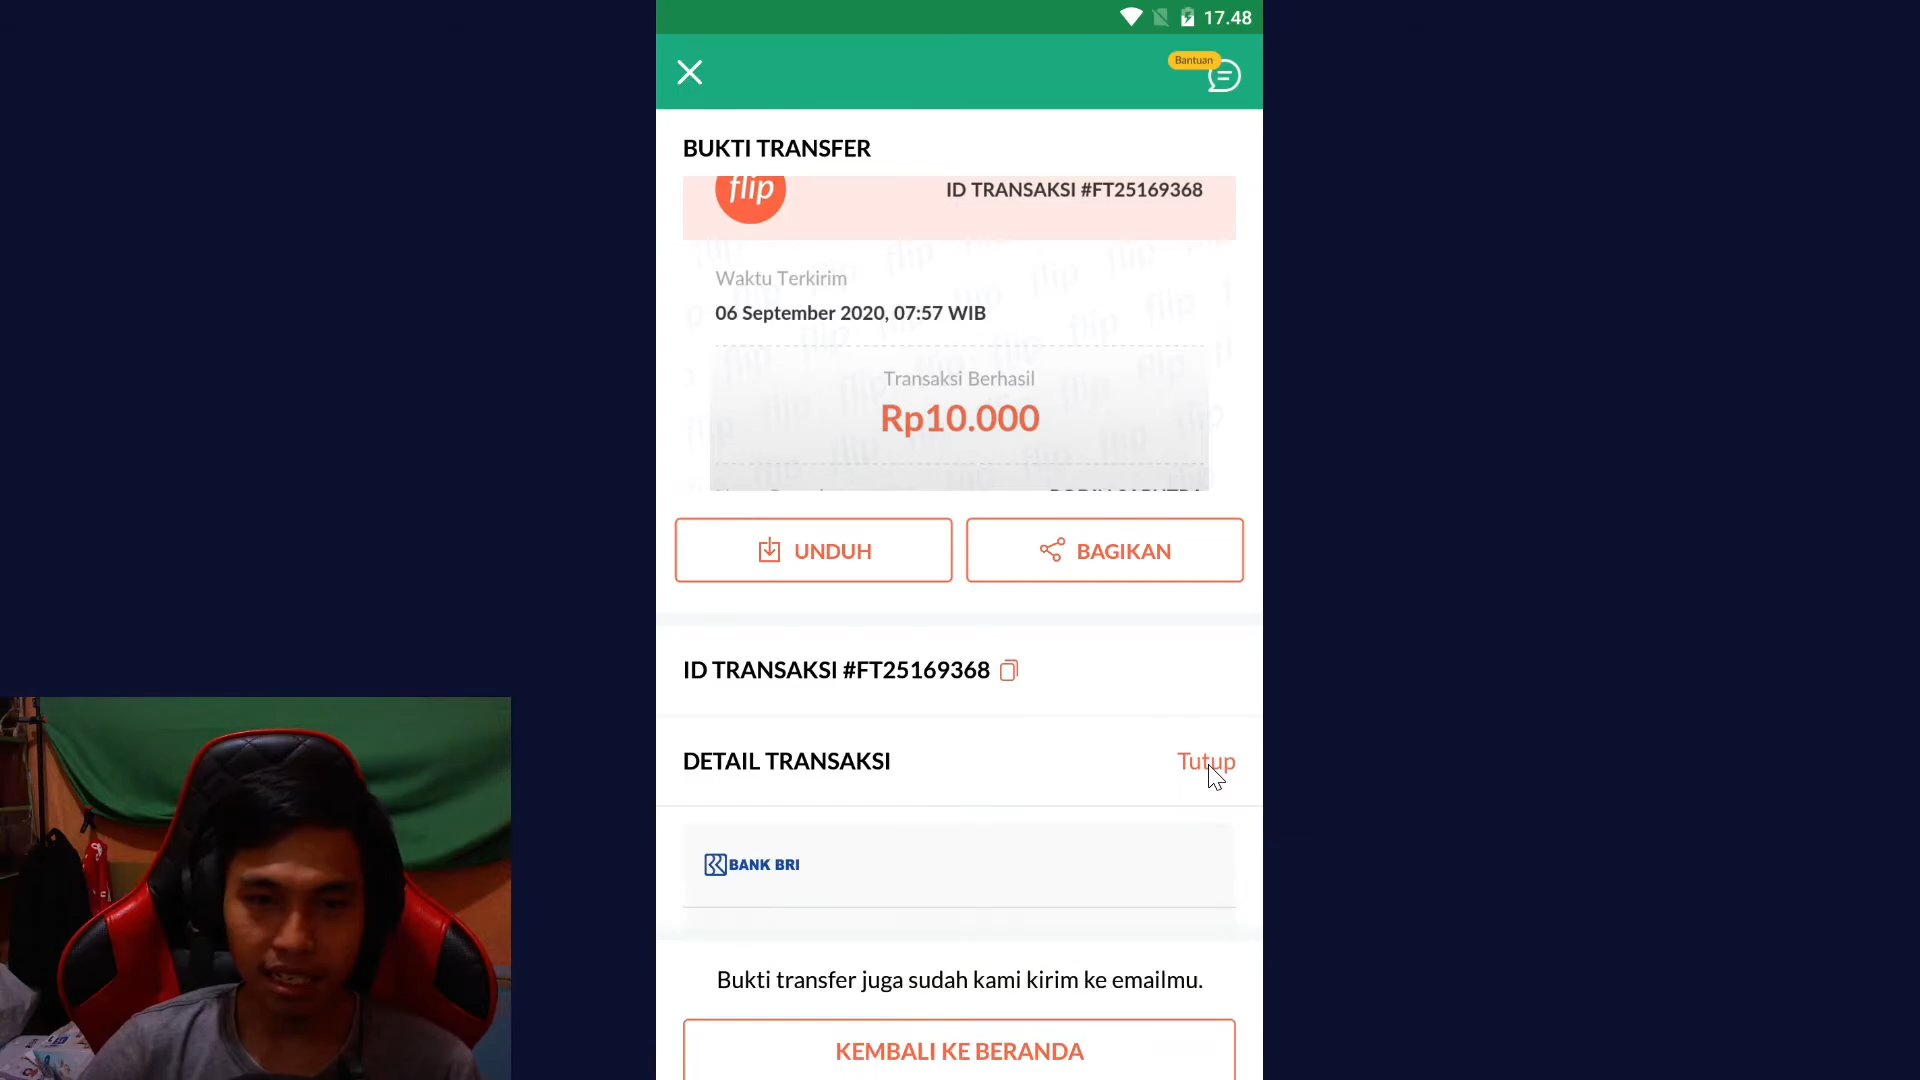 17.48
Bantuan
BUKTI TRANSFER
flip
ID TRANSAKSI #FT25169368
Waktu Terkirim
06 September 2020, 07:57 WIB
Transaksi Berhasil
Rp10.000
UNDUH
BAGIKAN
ID TRANSAKSI #FT25169368
DETAIL TRANSAKSI
Tutup
BANK BRI
Bukti transfer juga sudah kami kirim ke emailmu.
KEMBALI KE BERANDA